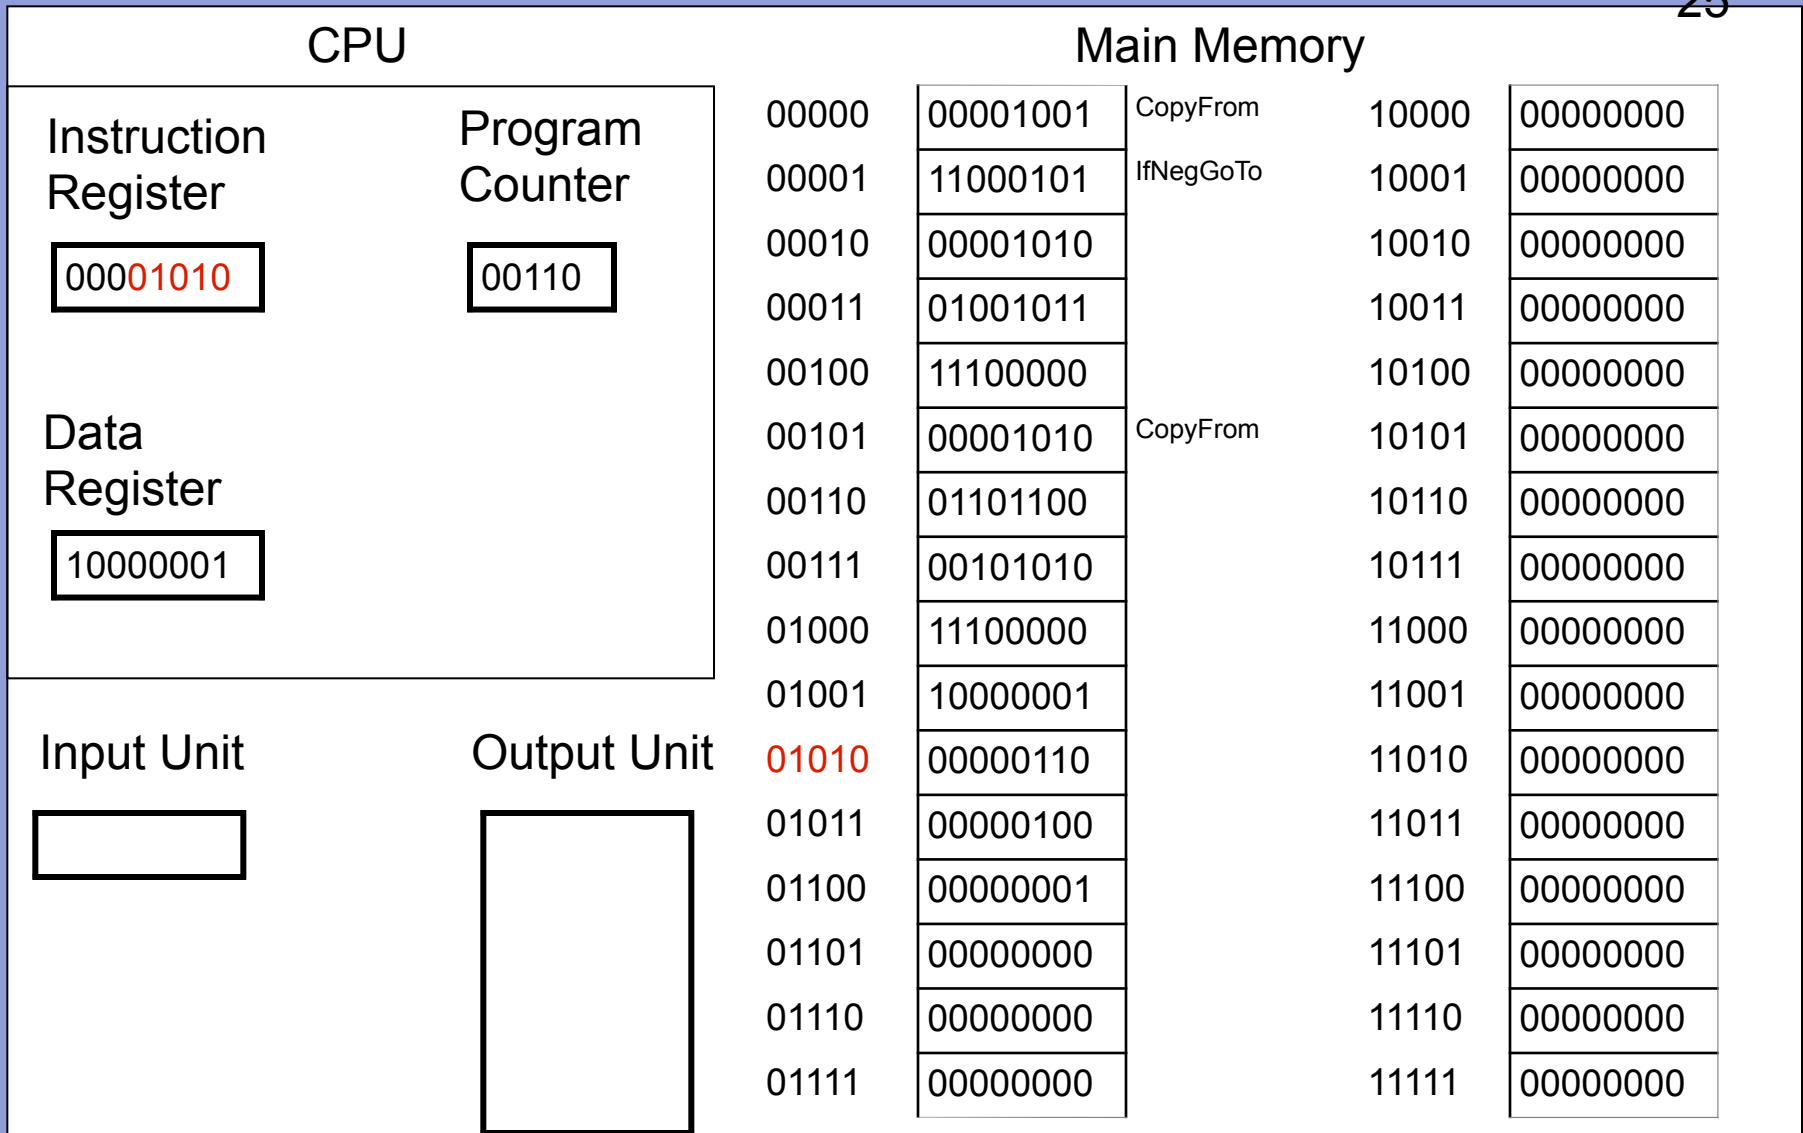 25
CPU
Main Memory
Instruction
Register
Program
Counter
00001010
00110
Data
Register
10000001
Input Unit
Output Unit
00000 00001001 CopyFrom 10000 00000000
00001 11000101 IfNegGoTo 10001 00000000
00010 00001010 10010 00000000
00011 01001011 10011 00000000
00100 11100000 10100 00000000
00101 00001010 CopyFrom 10101 00000000
00110 01101100 10110 00000000
00111 00101010 10111 00000000
01000 11100000 11000 00000000
01001 10000001 11001 00000000
01010 00000110 11010 00000000
01011 00000100 11011 00000000
01100 00000001 11100 00000000
01101 00000000 11101 00000000
01110 00000000 11110 00000000
01111 00000000 11111 00000000